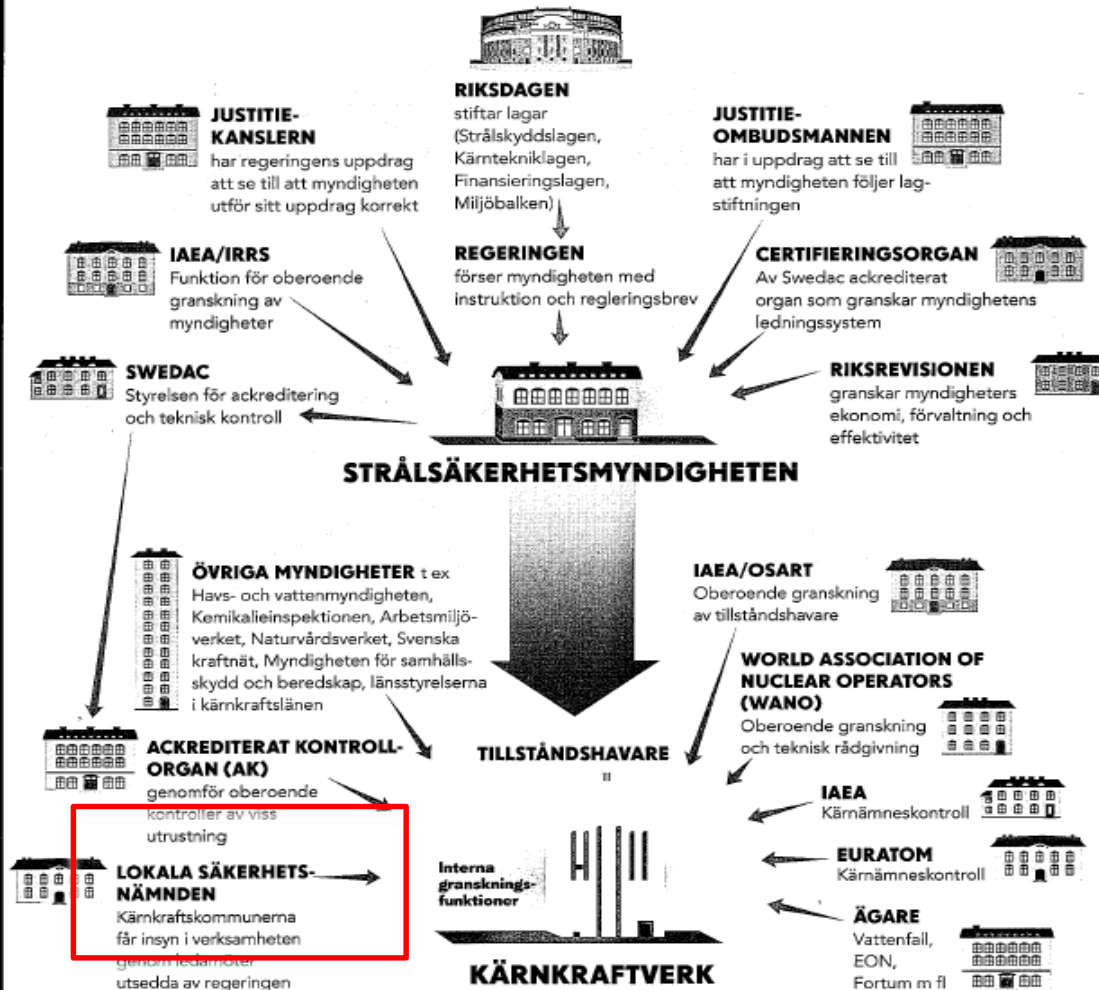 RIKSDAGEN
stiftar lagar
(Strålskyddslagen,
Kärntekniklagen,
Finansieringslagen,
Miljöbalken)
JUSTITIE-
KANSLERN
har regeringens uppdrag
att se till att myndigheten
utför sitt uppdrag korrekt
JUSTITIE-
OMBUDSMANNEN
har i uppdrag att se till
att myndigheten följer lag-
stiftningen
IAEA/IRRS
Funktion för oberoende
granskning av
myndigheter
REGERINGEN
förser myndigheten med
instruktion och regleringsbrev
CERTIFIERINGSORGAN
Av Swedac ackrediterat
organ som granskar myndighetens
ledningssystem
SWEDAC
Styrelsen för ackreditering
och teknisk kontroll
RIKSREVISIONEN
granskar myndigheters
ekonomi, förvaltning och
effektivitet
STRÅLSÄKERHETSMYNDIGHETEN
ÖVRIGA MYNDIGHETER t ex
Havs- och vattenmyndigheten,
Kemikalieinspektionen, Arbetsmiljö-
verket, Naturvårdsverket, Svenska
kraftnät, Myndigheten för samhälls-
skydd och beredskap, länsstyrelserna
i kärnkraftslänen
IAEA/OSART
Oberoende granskning
av tillståndshavare
WORLD ASSOCIATION OF
NUCLEAR OPERATORS
(WANO)
Oberoende granskning
och teknisk rådgivning
ACKREDITERAT KONTROLL-
ORGAN (AK)
genomför oberoende
kontroller av viss
utrustning
TILLSTÅNDSHAVARE
IAEA
Kärnämneskontroll
LOKALA SÄKERHETS-
NÄMNDEN
Kärnkraftskommunerna
får insyn i verksamheten
genom ledamöter
utsedda av regeringen
Interna
gransknings-
funktioner
EURATOM
Kärnämneskontroll
ÄGARE
Vattenfall,
EON,
Fortum m fl
KÄRNKRAFTVERK